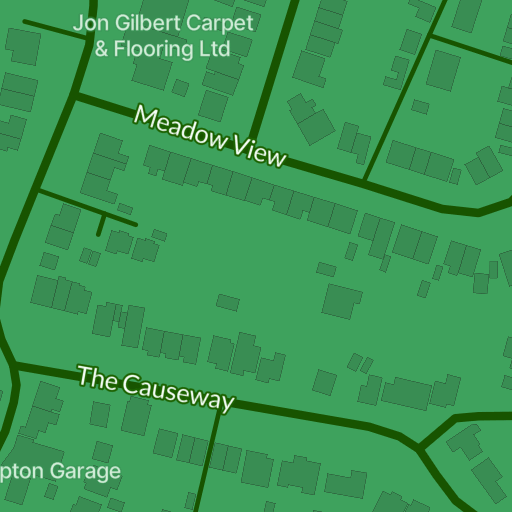 Jon Gilbert Carpet
& Flooring Ltd
Meadow View
The Causeway
pton Garage